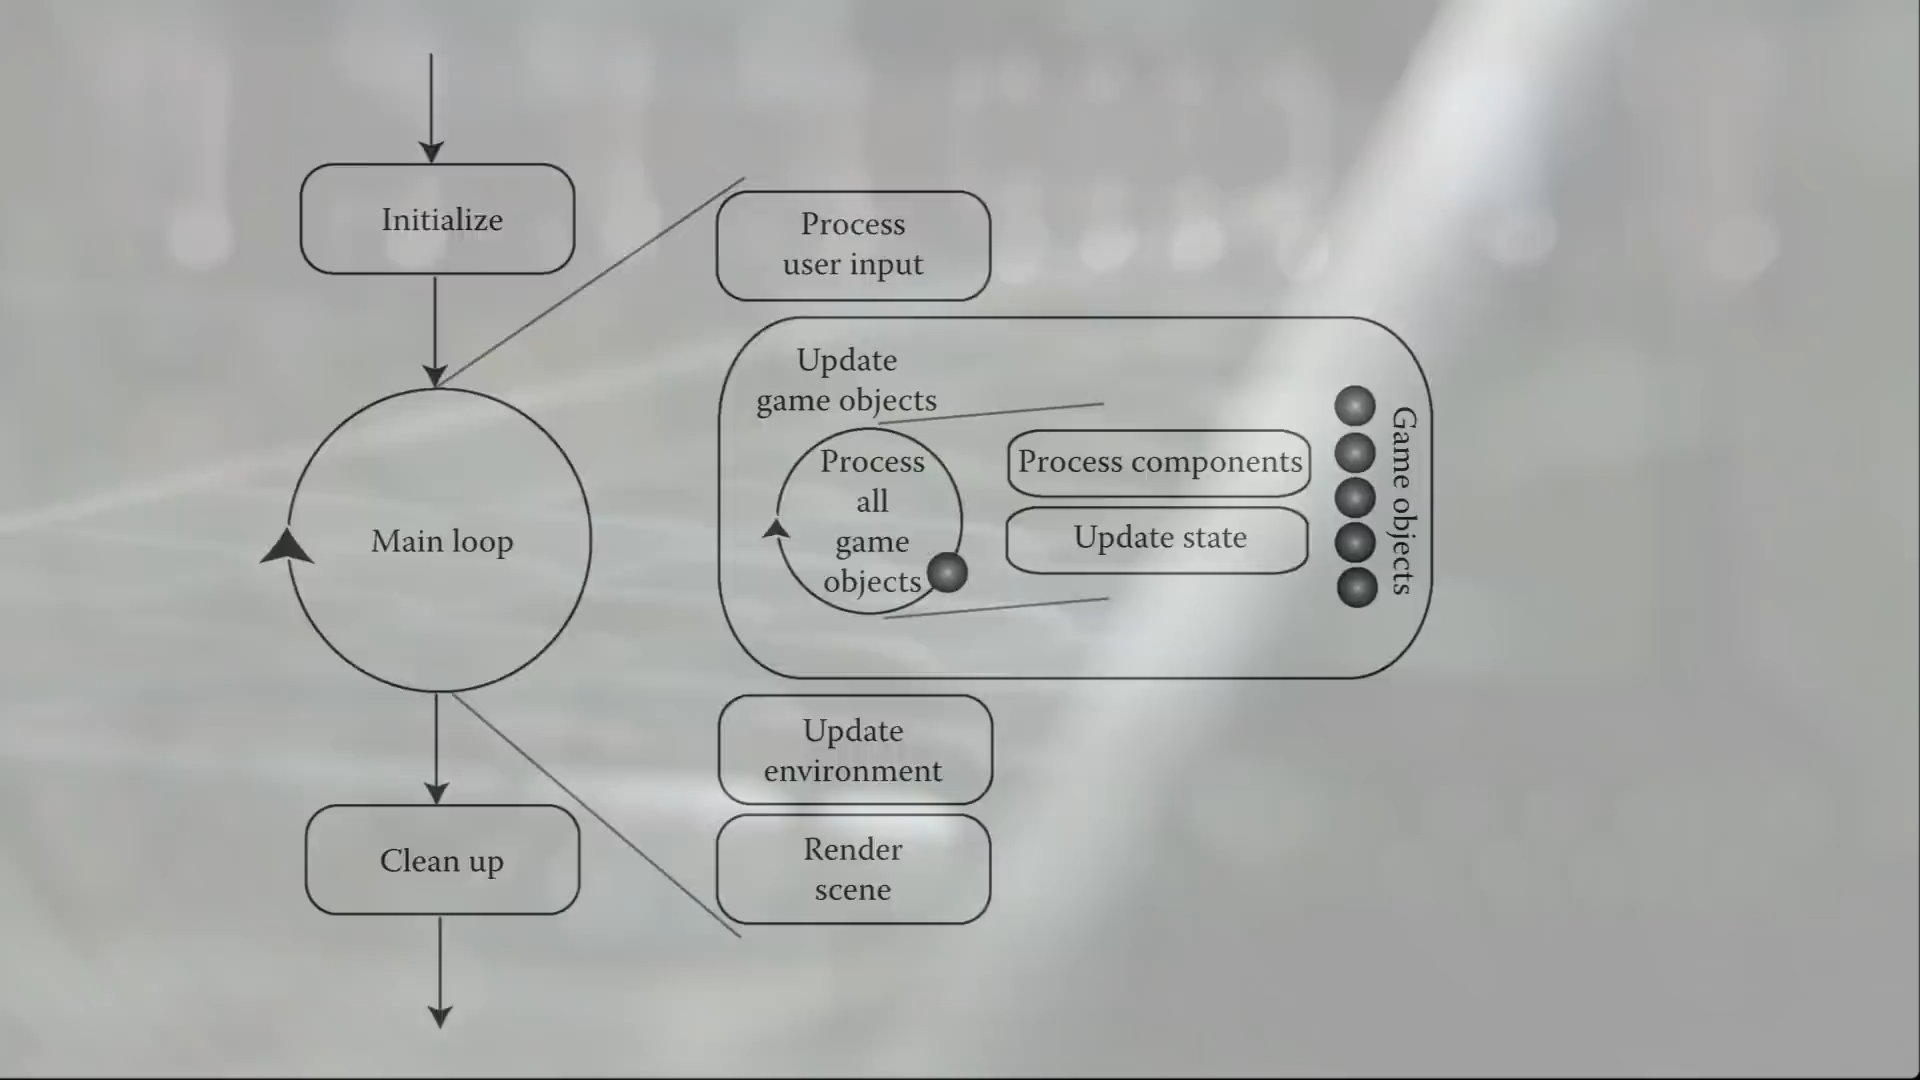 Initialize
Main loop
Clean up
Process
user input
Update
game objects
Process
all
game
objects
Process components
Update state
Game objects
Update
environment
Render
scene